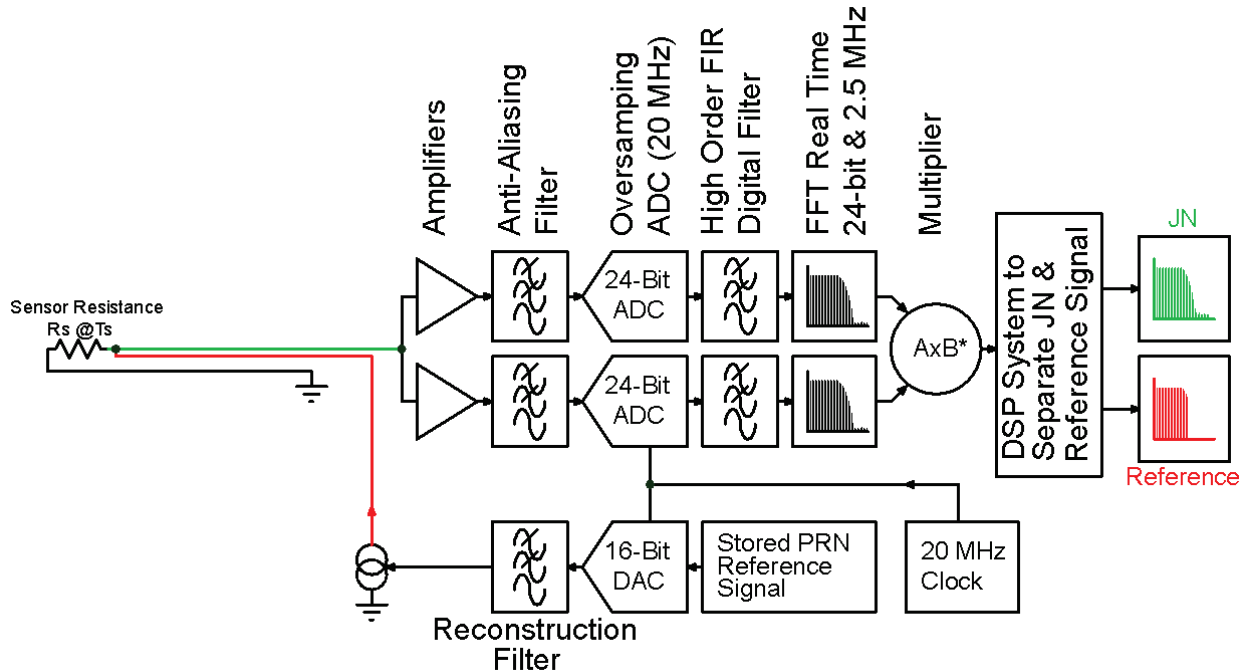 Amplifiers
Anti-Aliasing
Filter
Oversamping
ADC (20 MHz)
High Order FIR
Digital Filter
FFT Real Time
24-bit & 2.5 MHz
Multiplier
Sensor Resistance
Rs @Ts
24-Bit
ADC
24-Bit
ADC
AxB*
DSP System to
Separate JN &
Reference Signal
JN
Reference
16-Bit
DAC
Stored PRN
Reference
Signal
20 MHz
Clock
Reconstruction
Filter